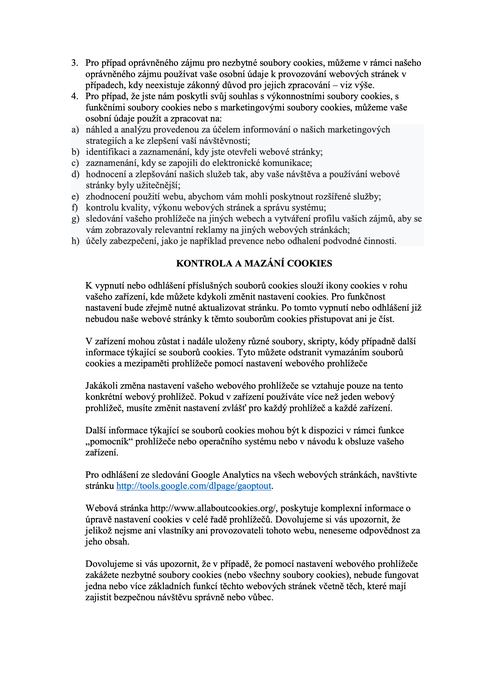 3. Pro případ oprávněného zájmu pro nezbytné soubory cookies, můžeme v rámci našeho
oprávněného zájmu používat vaše osobní údaje k provozování webových stránek v
případech, kdy neexistuje zákonný důvod pro jejich zpracování – viz výše.
4. Pro případ, že jste nám poskytli svůj souhlas s výkonnostními soubory cookies, s
funkčními soubory cookies nebo s marketingovými soubory cookies, můžeme vaše
osobní údaje použít a zpracovat na:
a) náhled a analýzu provedenou za účelem informování o našich marketingových
strategiích a ke zlepšení vaší návštěvnosti;
b) identifikaci a zaznamenání, kdy jste otevřeli webové stránky;
c) zaznamenání, kdy se zapojili do elektronické komunikace;
d) hodnocení a zlepšování našich služeb tak, aby vaše návštěva a používání webové
stránky byly užitečnější;
e) zhodnocení použití webu, abychom vám mohli poskytnout rozšířené služby;
f) kontrolu kvality, výkonu webových stránek a správu systému;
g) sledování vašeho prohlížeče na jiných webech a vytváření profilu vašich zájmů, aby se
vám zobrazovaly relevantní reklamy na jiných webových stránkách;
h) účely zabezpečení, jako je například prevence nebo odhalení podvodné činnosti.
KONTROLA A MAZÁNÍ COOKIES
K vypnutí nebo odhlášení příslušných souborů cookies slouží ikony cookies v rohu
vašeho zařízení, kde můžete kdykoli změnit nastavení cookies. Pro funkčnost
nastavení bude zřejmě nutné aktualizovat stránku. Po tomto vypnutí nebo odhlášení již
nebudou naše webové stránky k těmto souborům cookies přistupovat ani je číst.
V zařízení mohou zůstat i nadále uloženy různé soubory, skripty, kódy případně další
informace týkající se souborů cookies. Tyto můžete odstranit vymazáním souborů
cookies a mezipaměti prohlížeče pomocí nastavení webového prohlížeče
Jakákoli změna nastavení vašeho webového prohlížeče se vztahuje pouze na tento
konkrétní webový prohlížeč. Pokud v zařízení používáte více než jeden webový
prohlížeč, musíte změnit nastavení zvlášť pro každý prohlížeč a každé zařízení.
Další informace týkající se souborů cookies mohou být k dispozici v rámci funkce
„pomocník“ prohlížeče nebo operačního systému nebo v návodu k obsluze vašeho
zařízení.
Pro odhlášení ze sledování Google Analytics na všech webových stránkách, navštivte
stránku http://tools.google.com/dlpage/gaoptout.
Webová stránka http://www.allaboutcookies.org/, poskytuje komplexní informace o
úpravě nastavení cookies v celé řadě prohlížečů. Dovolujeme si vás upozornit, že
jelikož nejsme ani vlastníky ani provozovateli tohoto webu, neneseme odpovědnost za
jeho obsah.
Dovolujeme si vás upozornit, že v případě, že pomocí nastavení webového prohlížeče
zakážete nezbytné soubory cookies (nebo všechny soubory cookies), nebude fungovat
jedna nebo více základních funkcí těchto webových stránek včetně těch, které mají
zajistit bezpečnou návštěvu správně nebo vůbec.